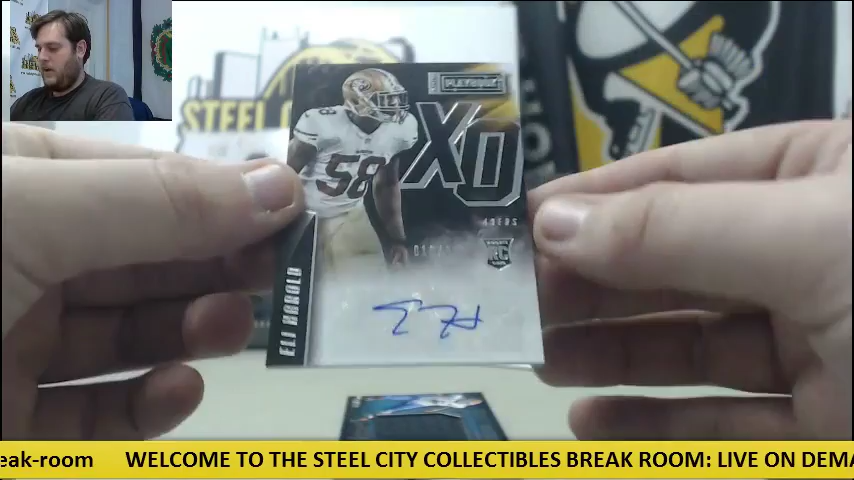 STEEL
PLAYBOOK
XO
58
49ERS
RC
ELI HAROLD
eak-room WELCOME TO THE STEEL CITY COLLECTIBLES BREAK ROOM: LIVE ON DEMA